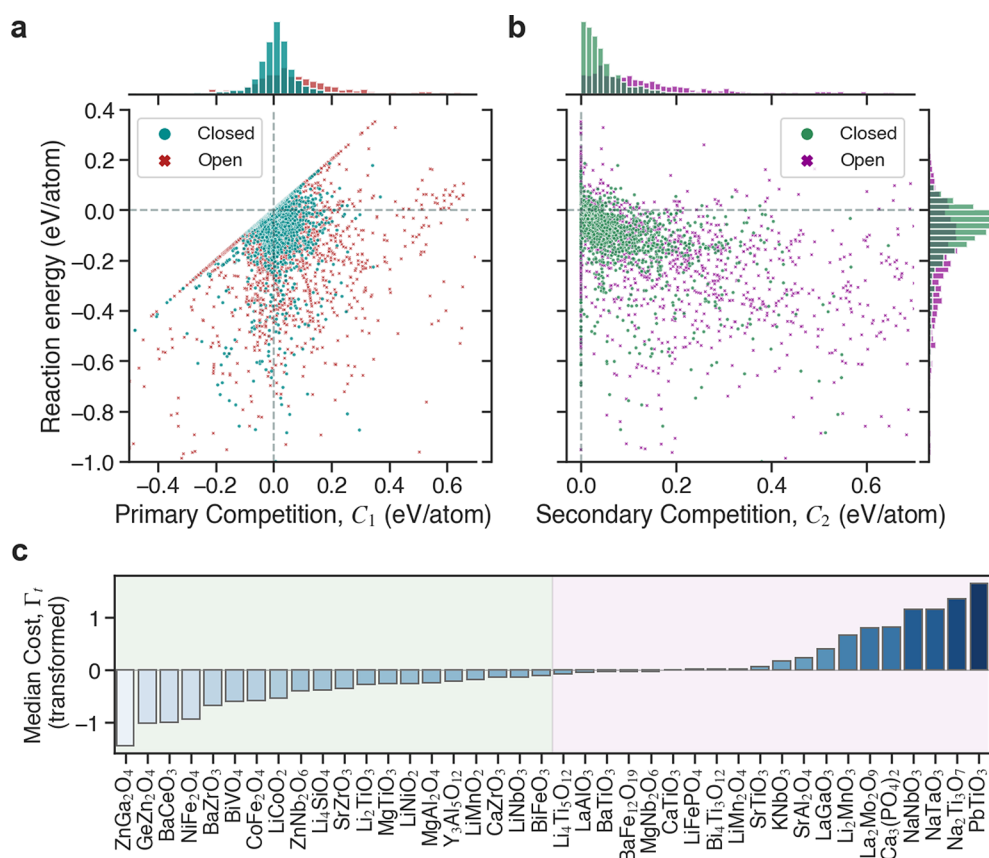 a
b
0.4
0.2
0.0
−0.2
−0.4
−0.6
−0.8
−1.0
Reaction energy (eV/atom)
Closed
Open
−0.4 −0.2 0.0 0.2 0.4 0.6
Primary Competition, C₁ (eV/atom)
Closed
Open
0.0 0.2 0.4 0.6
Secondary Competition, C₂ (eV/atom)
c
Median Cost, Γₜ
(transformed)
1
0
−1
ZnGa₂O₄
GeZn₂O₄
BaCeO₃
NiFe₂O₄
BaZrO₃
BiVO₄
CoFe₂O₄
LiCoO₂
ZnNb₂O₆
Li₄SiO₄
SrZrO₃
Li₂TiO₃
MgTiO₃
LiNiO₂
MgAl₂O₄
Y₃Al₅O₁₂
LiMnO₂
CaZrO₃
LiNbO₃
BiFeO₃
Li₄Ti₅O₁₂
LaAlO₃
BaTiO₃
BaFe₁₂O₁₉
MgNb₂O₆
CaTiO₃
LiFePO₄
Bi₄Ti₃O₁₂
LiMn₂O₄
SrTiO₃
KNbO₃
SrAl₂O₄
LaGaO₃
Li₂MnO₃
La₂Mo₂O₉
Ca₃(PO₄)₂
NaNbO₃
NaTaO₃
Na₂Ti₃O₇
PbTiO₃